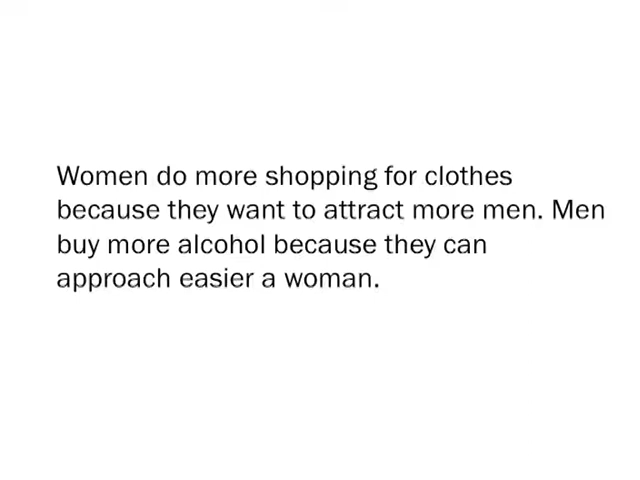 Women do more shopping for clothes
because they want to attract more men. Men
buy more alcohol because they can
approach easier a woman.